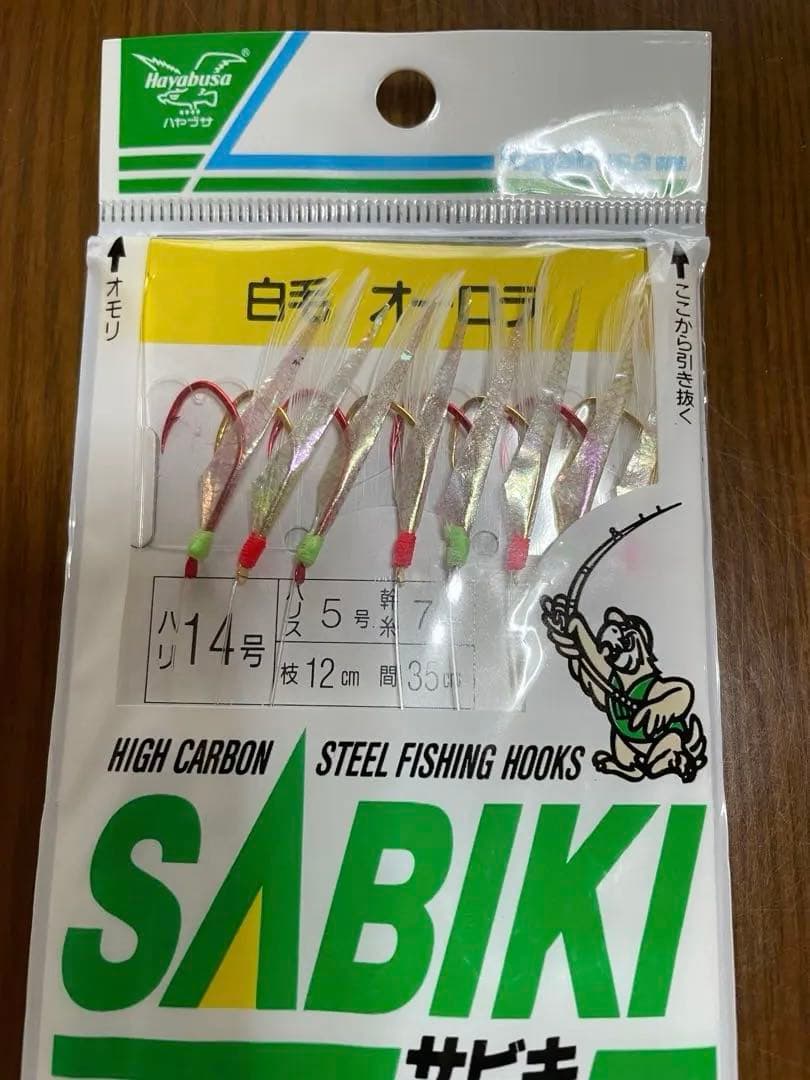 Hayabusa®
ハヤブサ
オモリ
白毛 オーロラ
ここから引き抜く
ハリ 14号
ハリス 5号
幹糸 7
枝 12cm 間 35cm
HIGH CARBON STEEL FISHING HOOKS
SABIKI
サビキ